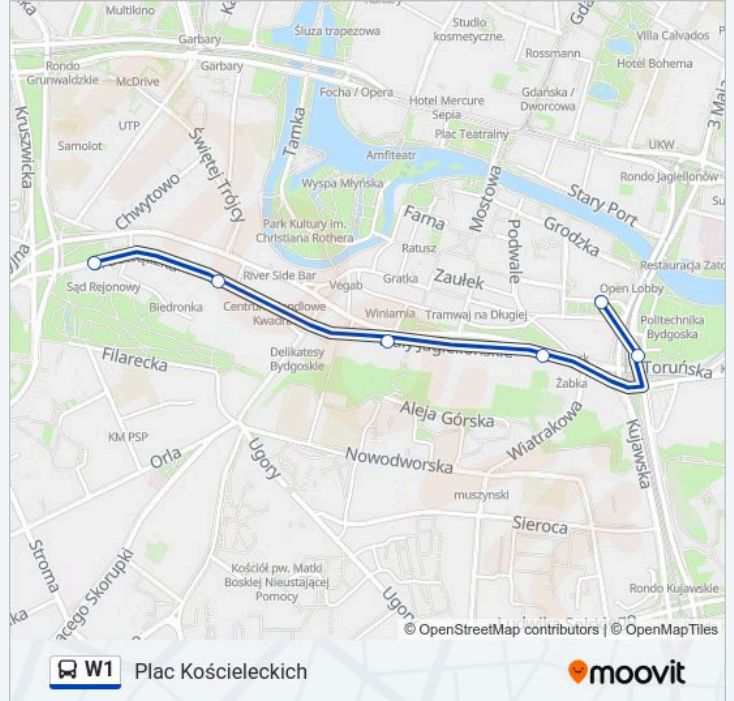 Multikino
Śluza trapezowa
Studio
kosmetyczne.
Villa Calvados
Garbary
Rossmann
Hotel Bohema
Rondo
Grunwaldzkie
McDrive
Garbary
Focha / Opera
Gdańska /
Dworcowa
Hotel Mercure
Sepia
3 Maja
Kruszwicka
UTP
Świętej Trójcy
Tamka
Plac Teatralny
Samolot
Amfiteatr
UKW
Rondo Jagiellonów
Chwytowo
Wyspa Młyńska
Mostowa
Stary Port
Farna
Park Kultury im.
Christiana Rothera
Ratusz
Podwale
Grodzka
River Side Bar
Zaułek
Restauracja Zato
Sąd Rejonowy
Vegab
Gratka
Open Lobby
Biedronka
Winiarnia
Tramwaj na Długiej
Politechnika
Bydgoska
Filarecka
Delikatesy
Bydgoskie
Toruńska
Żabka
Aleja Górska
Wiatrakowa
Kujawska
KM PSP
Orla
Ugory
Nowodworska
muszynski
Sieroca
Stroma
Kościół pw. Matki
Boskiej Nieustającej
Pomocy
Rondo Kujawskie
© OpenStreetMap contributors | © OpenMapTiles
W1 Plac Kościeleckich
moovit